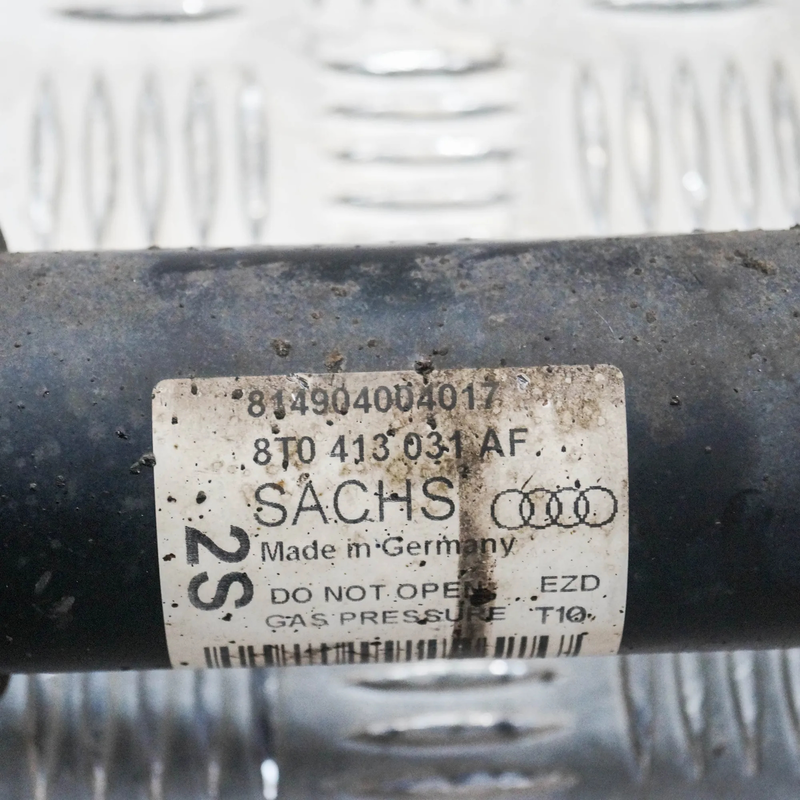 814904004017
8T0 413 031 AF
SACHS
Made in Germany
DO NOT OPEN EZD
GAS PRESSURE T10
2S